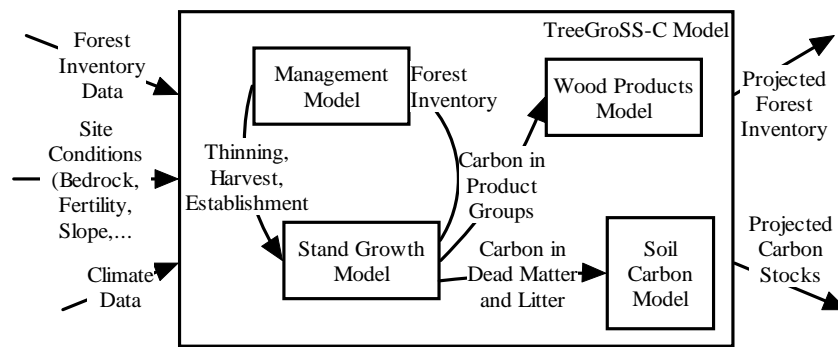 TreeGroSS-C Model
Forest
Inventory
Data
Site
Conditions
(Bedrock,
Fertility,
Slope,...
Climate
Data
Management
Model
Forest
Inventory
Thinning,
Harvest,
Establishment
Stand Growth
Model
Wood Products
Model
Carbon in
Product
Groups
Carbon in
Dead Matter
and Litter
Soil
Carbon
Model
Projected
Forest
Inventory
Projected
Carbon
Stocks